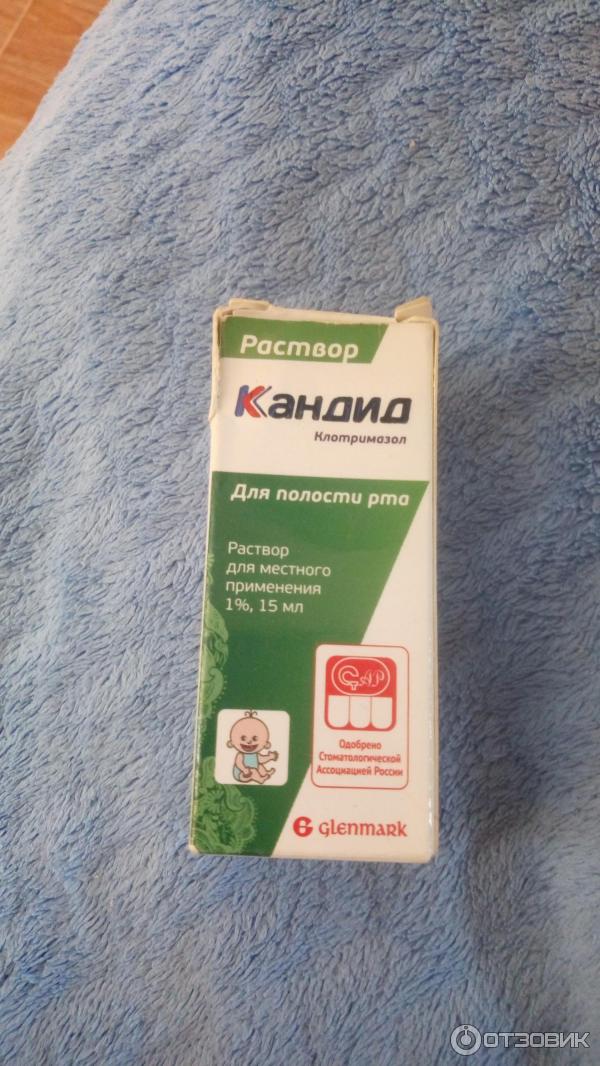 Раствор
Кандид
Клотримазол
Для полости рта
Раствор
для местного
применения
1%, 15 мл
САР
Одобрено
Стоматологической
Ассоциацией России
Glenmark
ОТЗОВИК